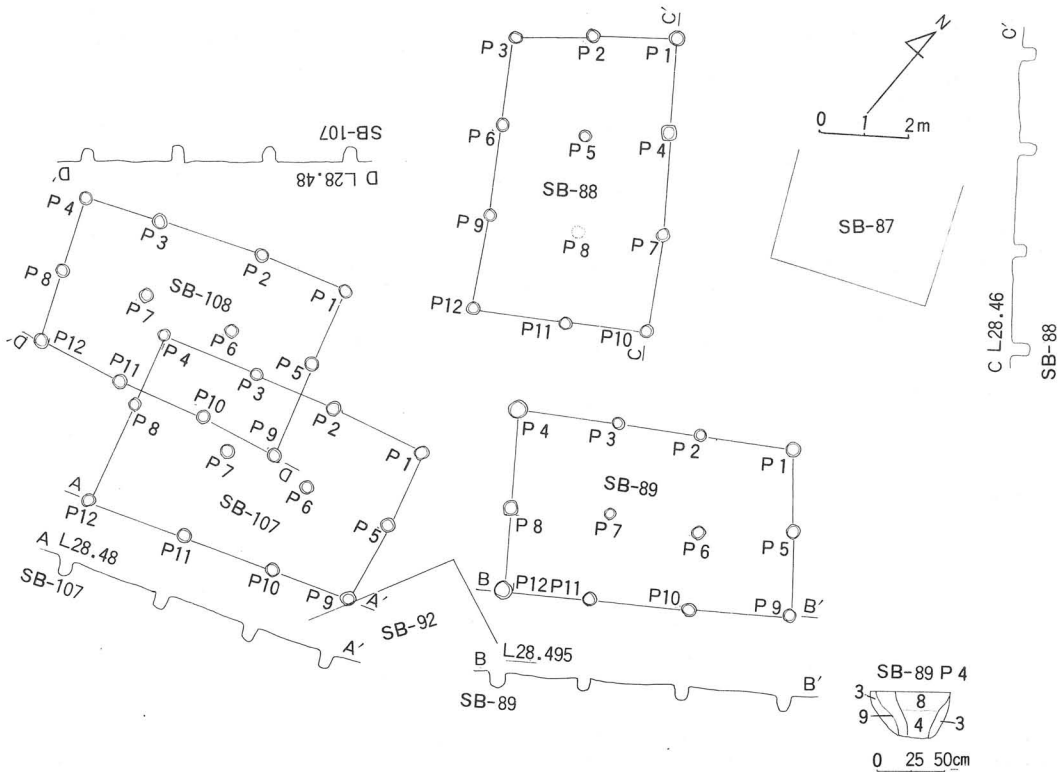 C'
P3 P2 P1
N
0 1 2m
C'
SB-107
D' L28.48 D
P6 P5 P4
SB-88
P9 P8 P7
P12 P11 P10
C
SB-87
C L28.46
SB-88
P4 P3 P2 P1
SB-108
P8 P7 P6 P5
D' P12 P11 P10 P9 D
P4 P3 P2 P1
P8 P7 P6 P5
SB-107
A P12 P11 P10 P9 A'
A L28.48
SB-107
A'
SB-92
P4 P3 P2 P1
SB-89
P8 P7 P6 P5
B P12 P11 P10 P9 B'
L28.495
B B'
SB-89
SB-89 P4
3 8
9 4 3
0 25 50cm